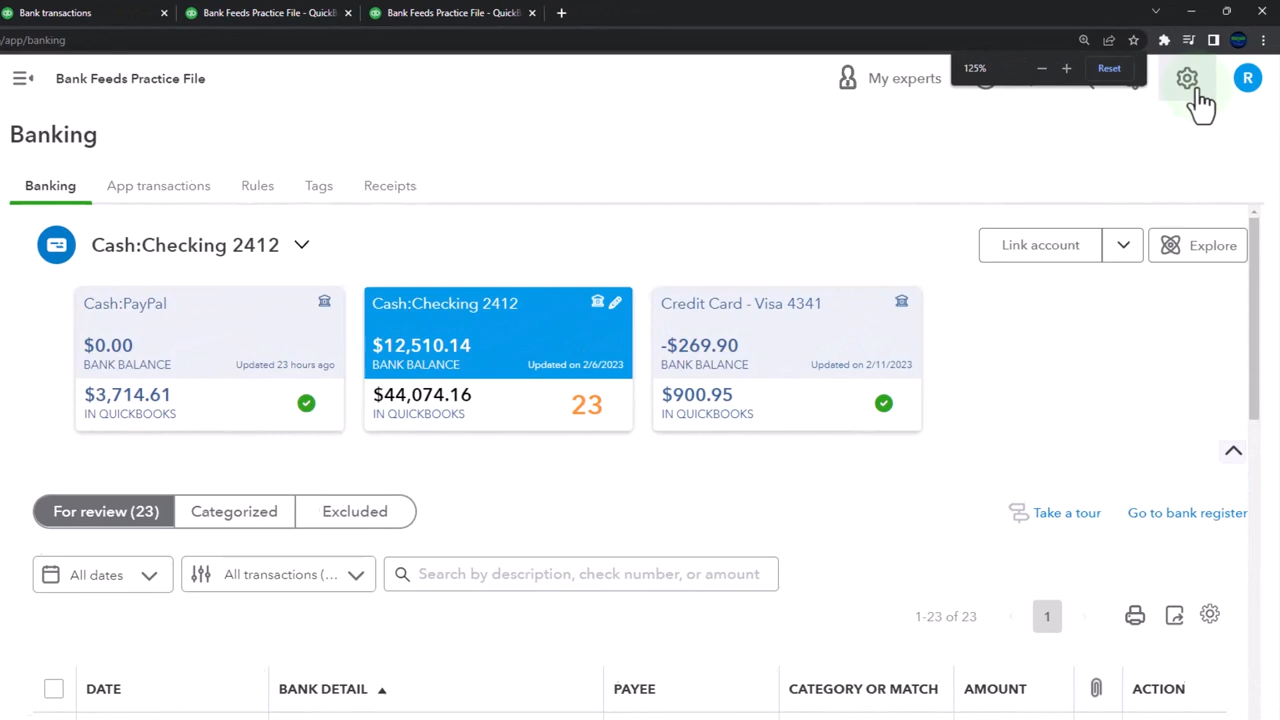 Bank transactions
Bank Feeds Practice File - QuickB
Bank Feeds Practice File - QuickB
/app/banking
125%
Reset
Bank Feeds Practice File
My experts
R
Banking
Banking
App transactions
Rules
Tags
Receipts
Cash:Checking 2412
Link account
Explore
Cash:PayPal
$0.00
BANK BALANCE
Updated 23 hours ago
$3,714.61
IN QUICKBOOKS
Cash:Checking 2412
$12,510.14
BANK BALANCE
Updated on 2/6/2023
$44,074.16
IN QUICKBOOKS
23
Credit Card - Visa 4341
-$269.90
BANK BALANCE
Updated on 2/11/2023
$900.95
IN QUICKBOOKS
For review (23)
Categorized
Excluded
Take a tour
Go to bank register
All dates
All transactions (...
Search by description, check number, or amount
1-23 of 23
1
DATE
BANK DETAIL
PAYEE
CATEGORY OR MATCH
AMOUNT
ACTION